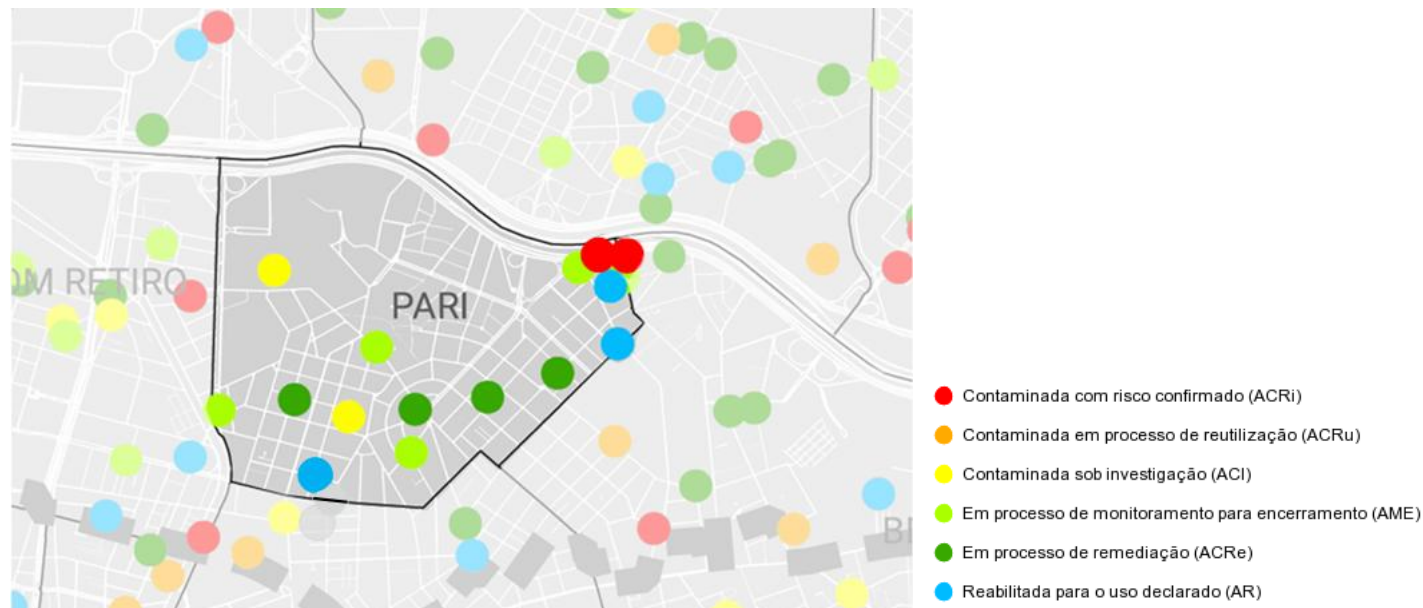 OM RETIRO
PARI
BE
Contaminada com risco confirmado (ACRi)
Contaminada em processo de reutilização (ACRu)
Contaminada sob investigação (ACI)
Em processo de monitoramento para encerramento (AME)
Em processo de remediação (ACRe)
Reabilitada para o uso declarado (AR)